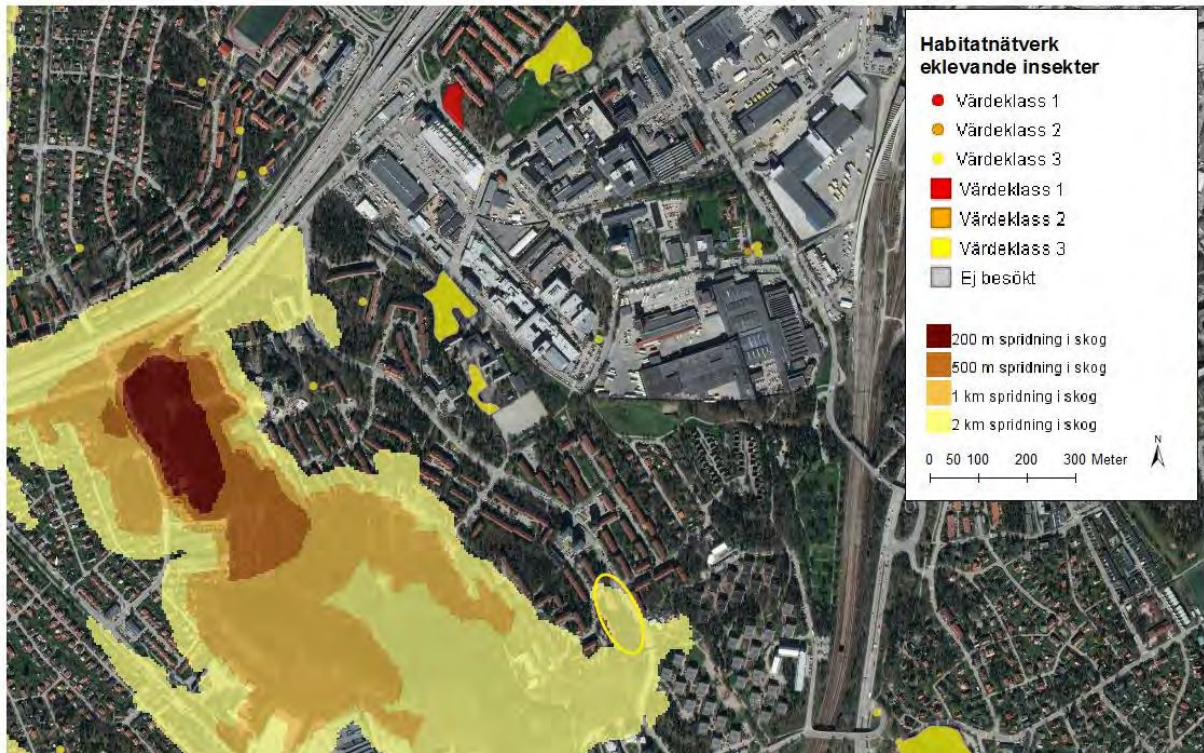 Habitatnätverk
eklevande insekter
Värdeklass 1
Värdeklass 2
Värdeklass 3
Värdeklass 1
Värdeklass 2
Värdeklass 3
Ej besökt
200 m spridning i skog
500 m spridning i skog
1 km spridning i skog
2 km spridning i skog
N
0 50 100 200 300 Meter